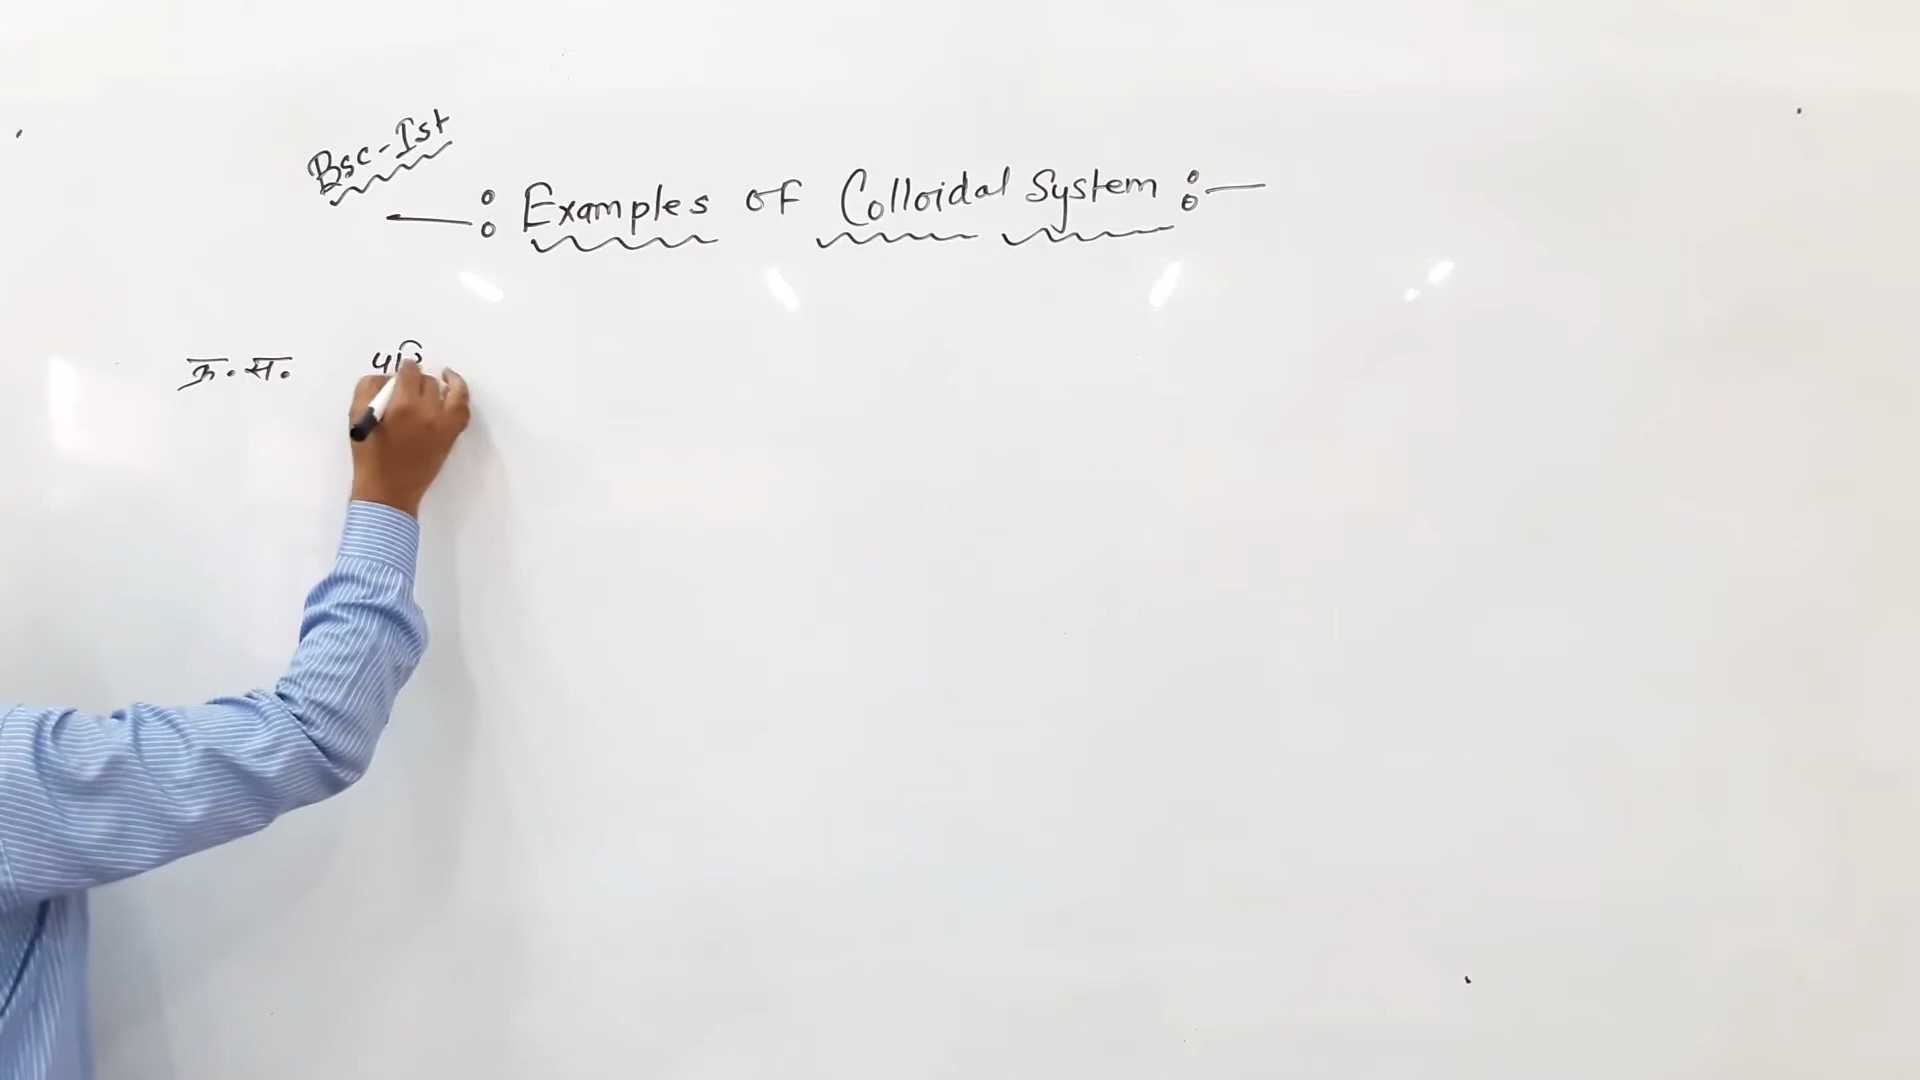 Bsc-Ist
:Examples of Colloidal System:-
क्र.स.